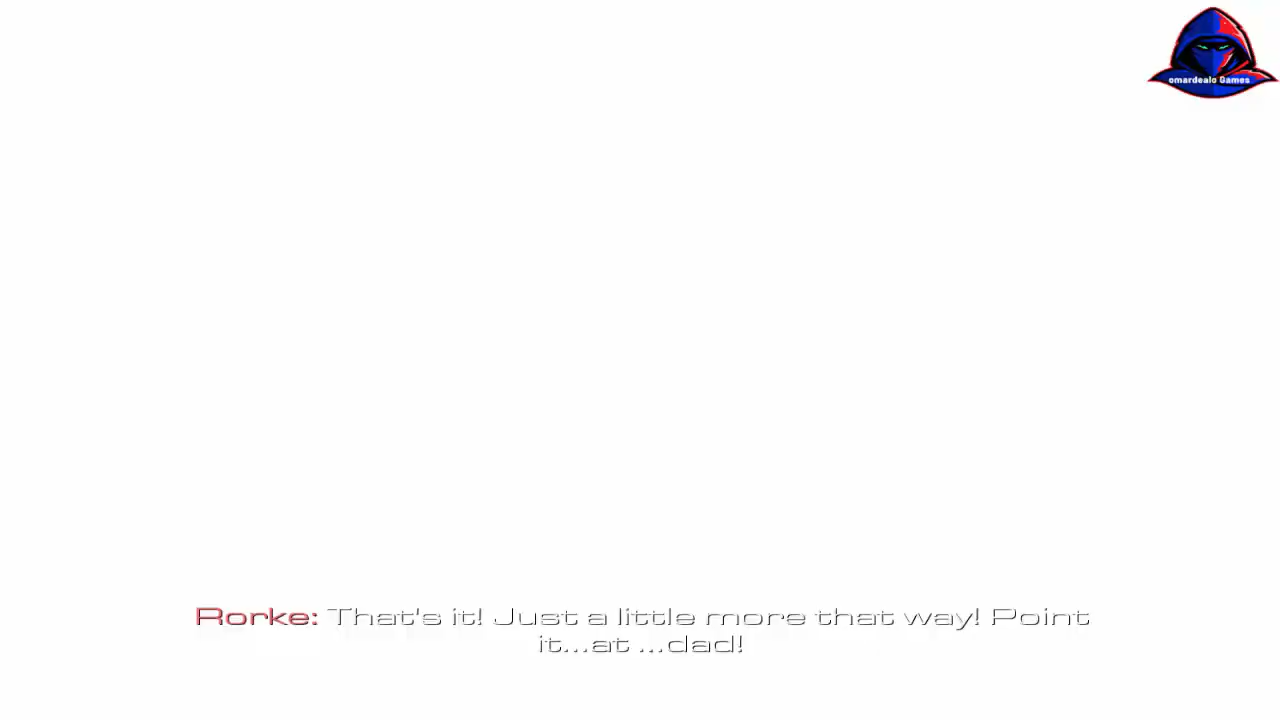 omardealo Games
Rorke: That's it! Just a little more that way! Point
it...at ...dad!